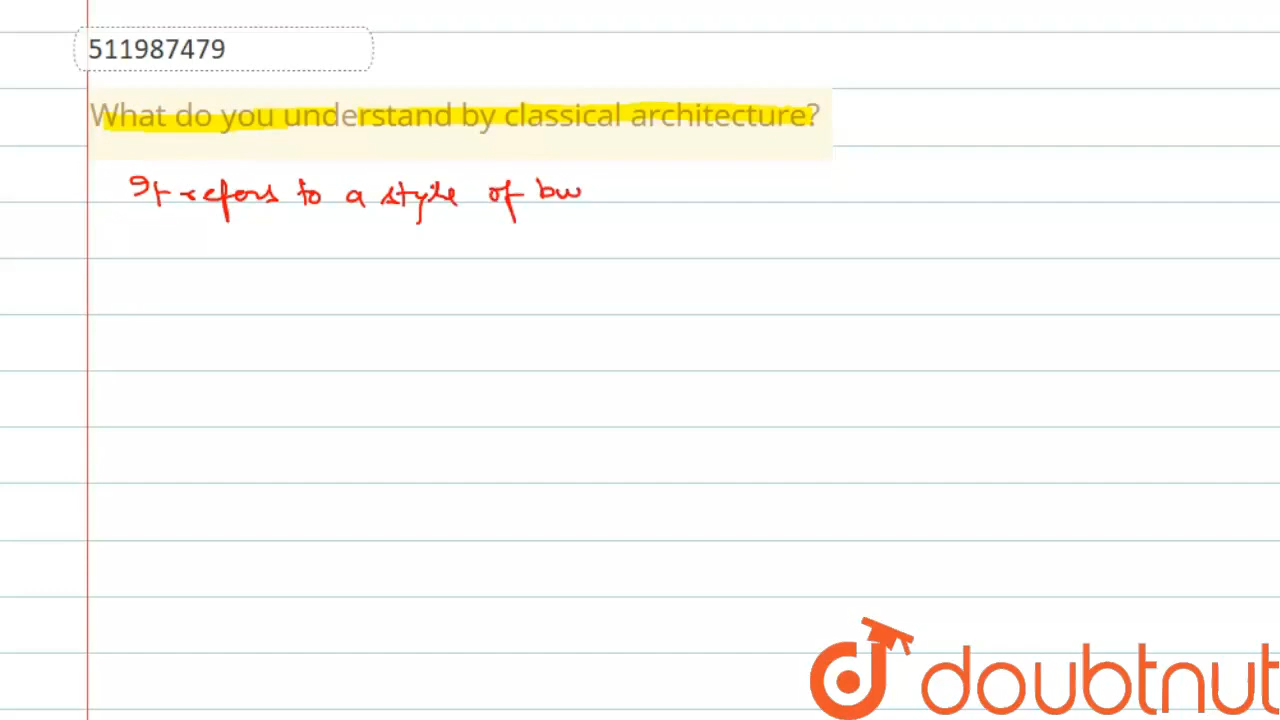 511987479
What do you understand by classical architecture?
It refers to a style of bu
doubtnut